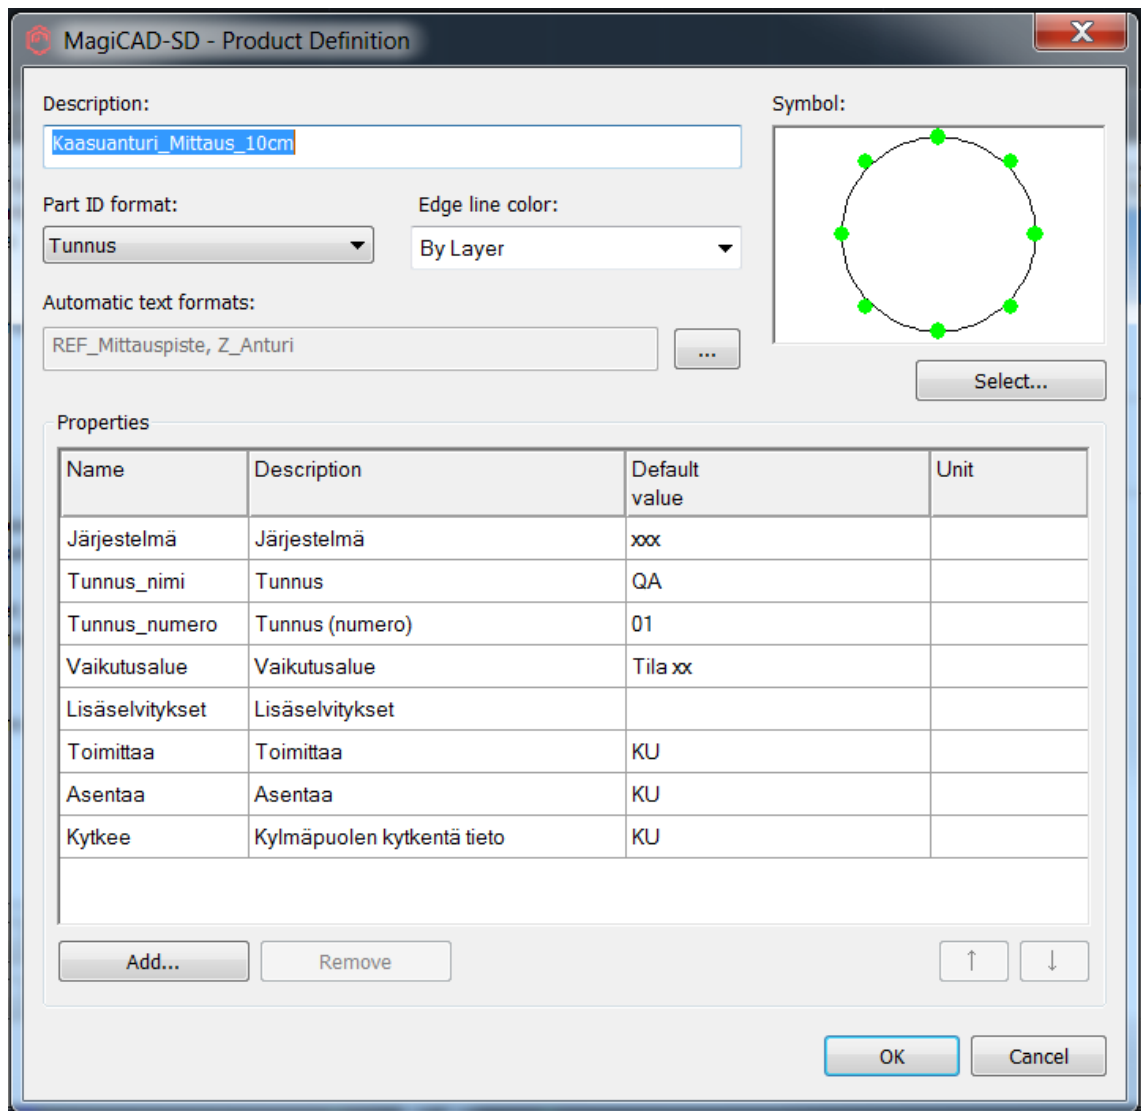 MagiCAD-SD - Product Definition
X
Description:
Symbol:
Kaasuanturi_Mittaus_10cm
Part ID format:
Edge line color:
Tunnus
By Layer
Automatic text formats:
REF_Mittauspiste, Z_Anturi
...
Select...
Properties
Name Description Default value Unit
Järjestelmä Järjestelmä xxx
Tunnus_nimi Tunnus QA
Tunnus_numero Tunnus (numero) 01
Vaikutusalue Vaikutusalue Tila xx
Lisäselvitykset Lisäselvitykset
Toimittaa Toimittaa KU
Asentaa Asentaa KU
Kytkee Kylmäpuolen kytkentä tieto KU
Add... Remove ↑ ↓
OK Cancel